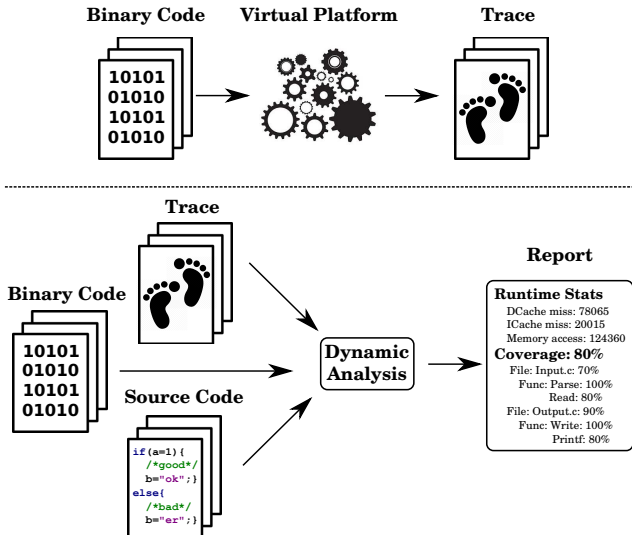 Binary Code
Virtual Platform
Trace
10101
01010
10101
01010
Trace
Binary Code
10101
01010
10101
01010
Source Code
if(a=1){
/*good*/
b="ok";}
else{
/*bad*/
b="er";}
Dynamic
Analysis
Report
Runtime Stats
DCache miss: 78065
ICache miss: 20015
Memory access: 124360
Coverage: 80%
File: Input.c: 70%
Func: Parse: 100%
Read: 80%
File: Output.c: 90%
Func: Write: 100%
Printf: 80%